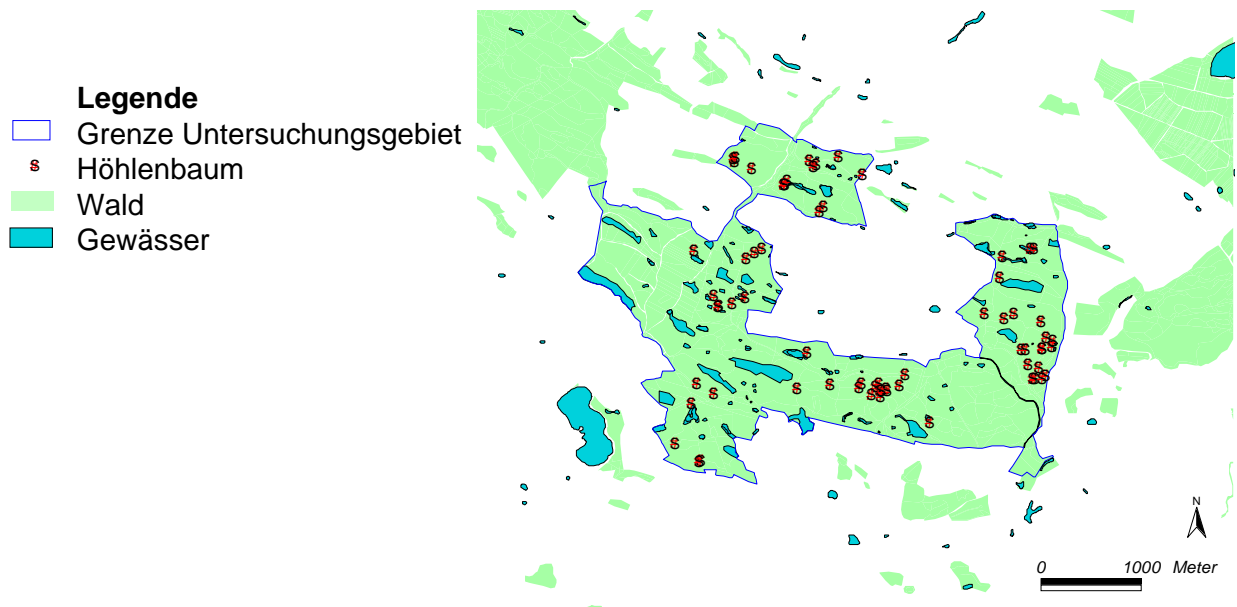 Legende
Grenze Untersuchungsgebiet
Höhlenbaum
Wald
Gewässer
N
0 1000 Meter